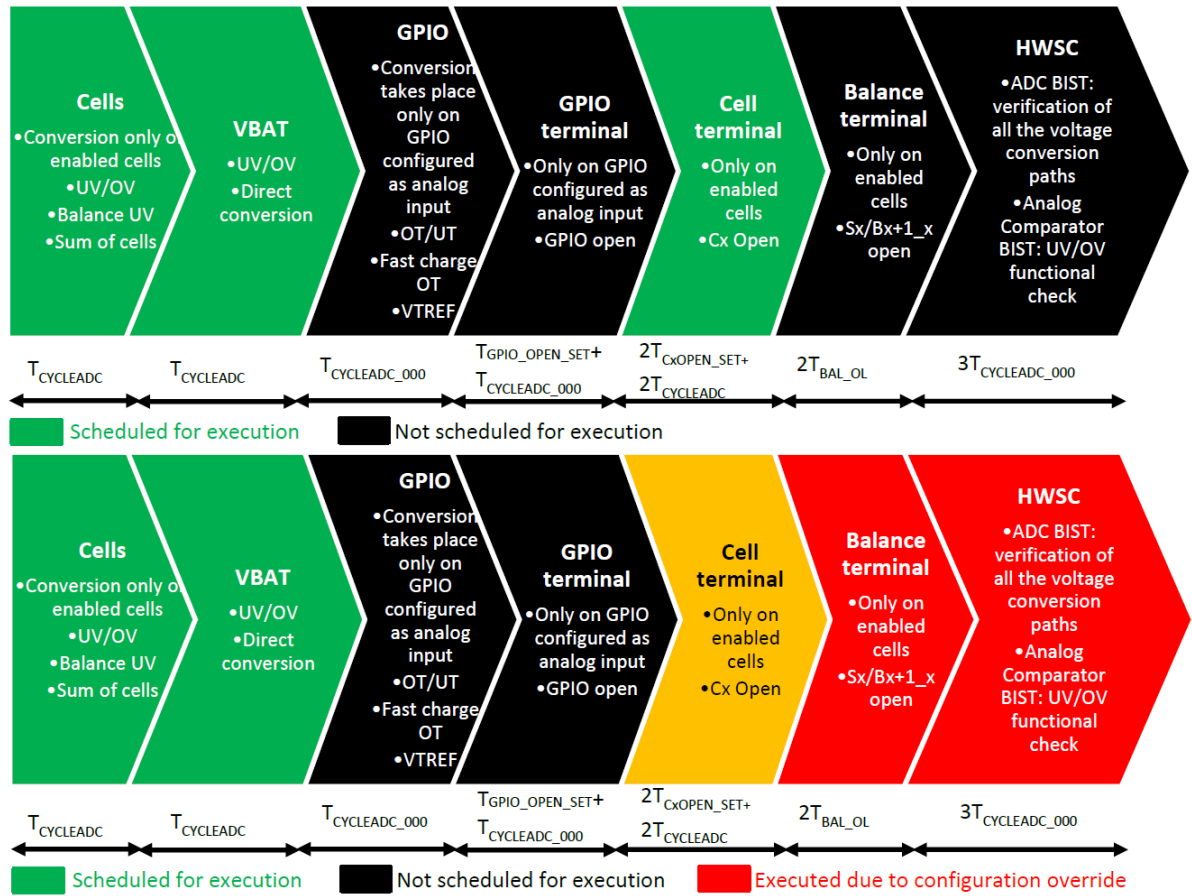 Cells
•Conversion only o
enabled cells
•UV/OV
•Balance UV
•Sum of cells
VBAT
•UV/OV
•Direct
conversion
GPIO
•Conversion
takes place
only on
GPIO
configured
as analog
input
•OT/UT
•Fast charge
OT
•VTREF
GPIO
terminal
•Only on GPIO
configured as
analog input
•GPIO open
Cell
terminal
•Only on
enabled
cells
•Cx Open
Balance
terminal
•Only on
enabled
cells
•Sx/Bx+1_x
open
HWSC
•ADC BIST:
verification of
all the voltage
conversion
paths
•Analog
Comparator
BIST: UV/OV
functional
check
TCYCLEADC
TCYCLEADC
TCYCLEADC_000
TGPIO_OPEN_SET+
TCYCLEADC_000
2TCxOPEN_SET+
2TCYCLEADC
2TBAL_OL
3TCYCLEADC_000
Scheduled for execution
Not scheduled for execution
Cells
•Conversion only o
enabled cells
•UV/OV
•Balance UV
•Sum of cells
VBAT
•UV/OV
•Direct
conversion
GPIO
•Conversion
takes place
only on
GPIO
configured
as analog
input
•OT/UT
•Fast charge
OT
•VTREF
GPIO
terminal
•Only on GPIO
configured as
analog input
•GPIO open
Cell
terminal
•Only on
enabled
cells
•Cx Open
Balance
terminal
•Only on
enabled
cells
•Sx/Bx+1_x
open
HWSC
•ADC BIST:
verification of
all the voltage
conversion
paths
•Analog
Comparator
BIST: UV/OV
functional
check
TCYCLEADC
TCYCLEADC
TCYCLEADC_000
TGPIO_OPEN_SET+
TCYCLEADC_000
2TCxOPEN_SET+
2TCYCLEADC
2TBAL_OL
3TCYCLEADC_000
Scheduled for execution
Not scheduled for execution
Executed due to configuration override